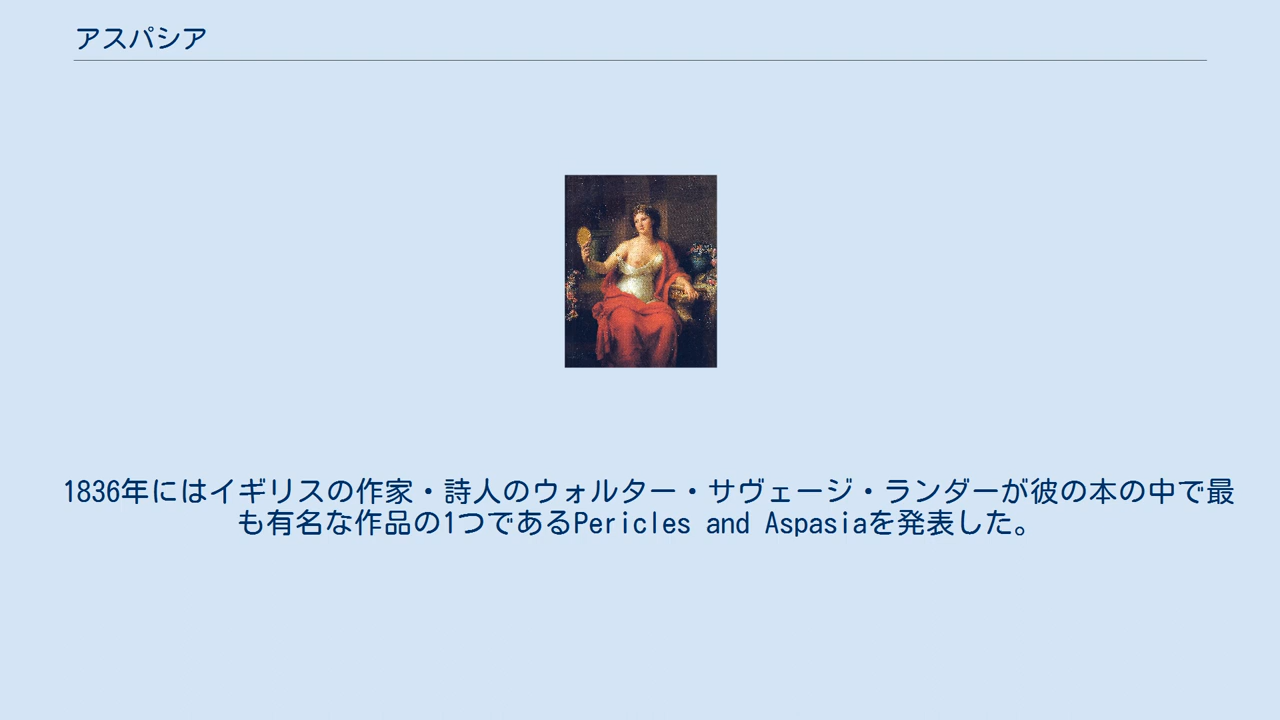 アスパシア
1836年にはイギリスの作家・詩人のウォルター・サヴェージ・ランダーが彼の本の中で最
も有名な作品の1つであるPericles and Aspasiaを発表した。